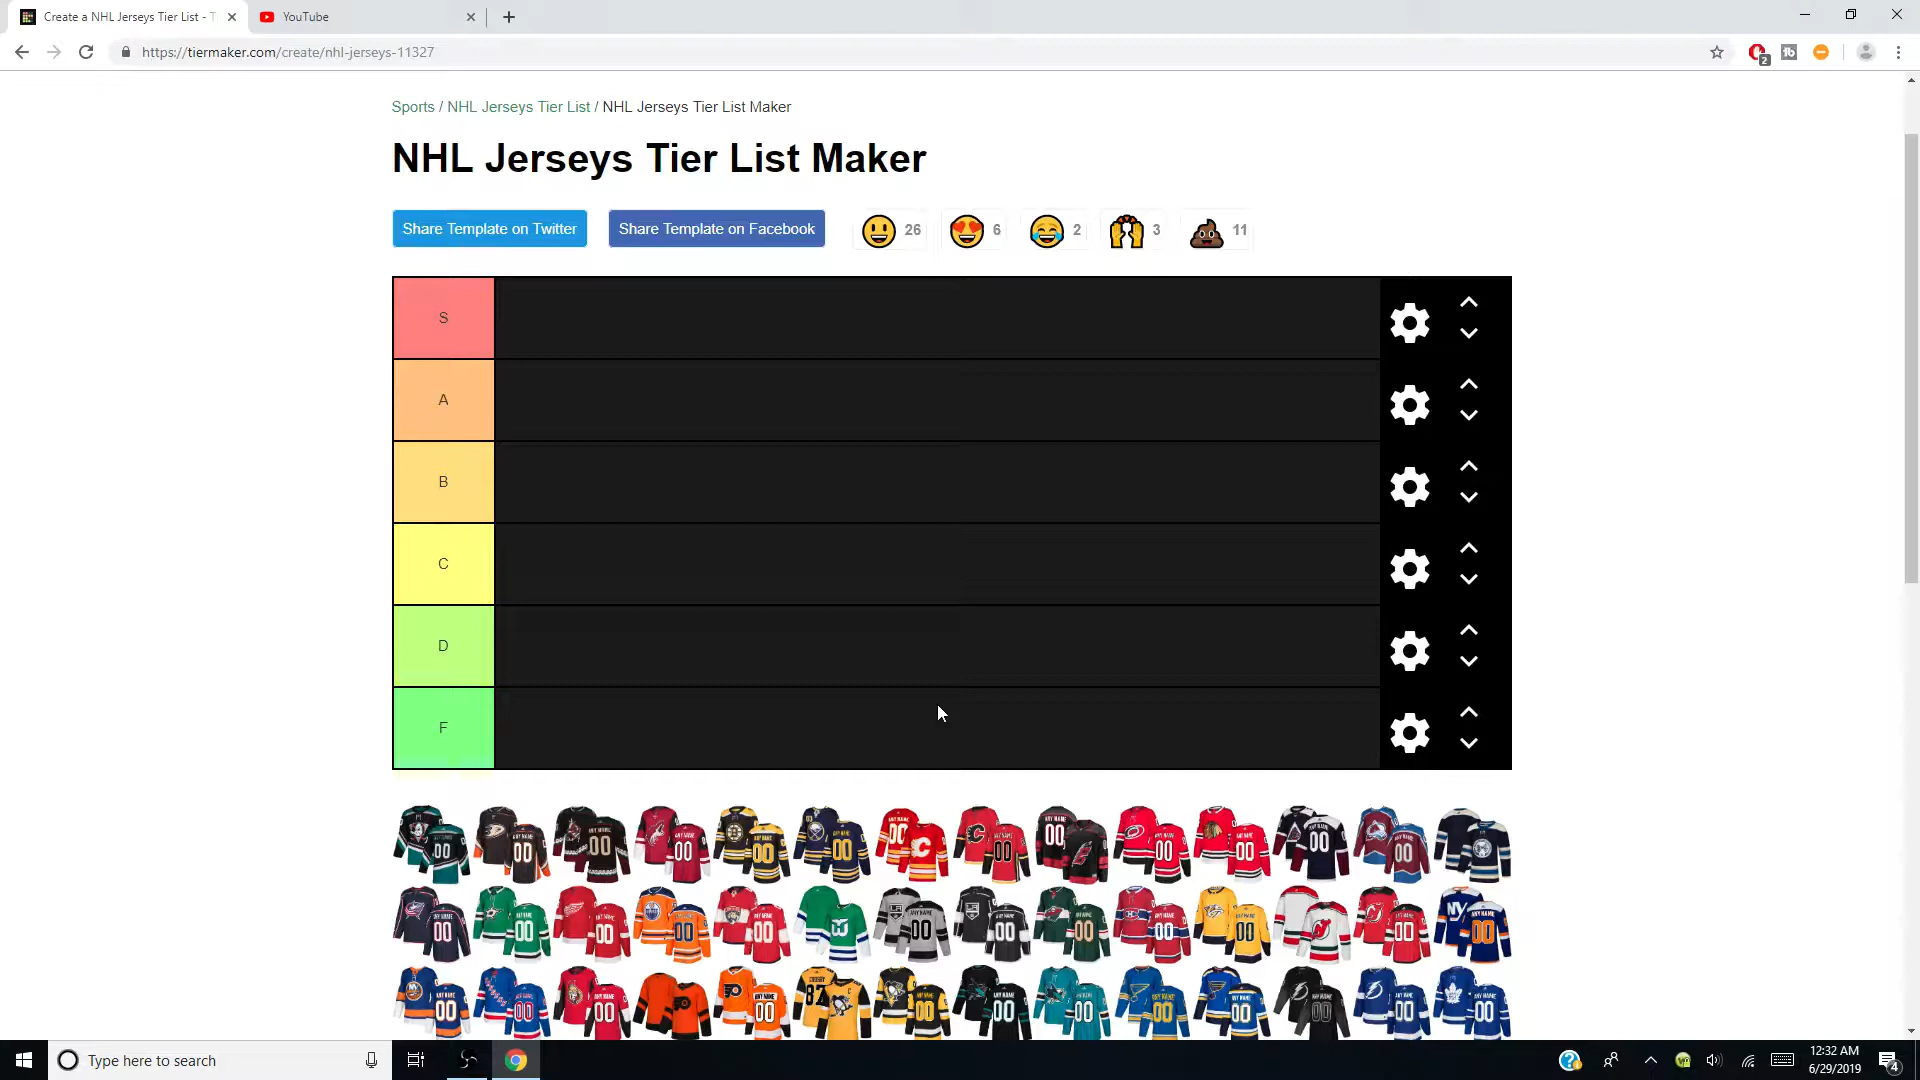 Create a NHL Jerseys Tier List - T
YouTube
https://tiermaker.com/create/nhl-jerseys-11327
2
Sports / NHL Jerseys Tier List / NHL Jerseys Tier List Maker
NHL Jerseys Tier List Maker
Share Template on Twitter
Share Template on Facebook
26
6
2
3
11
S
A
B
C
D
F
Type here to search
12:32 AM
6/29/2019
4